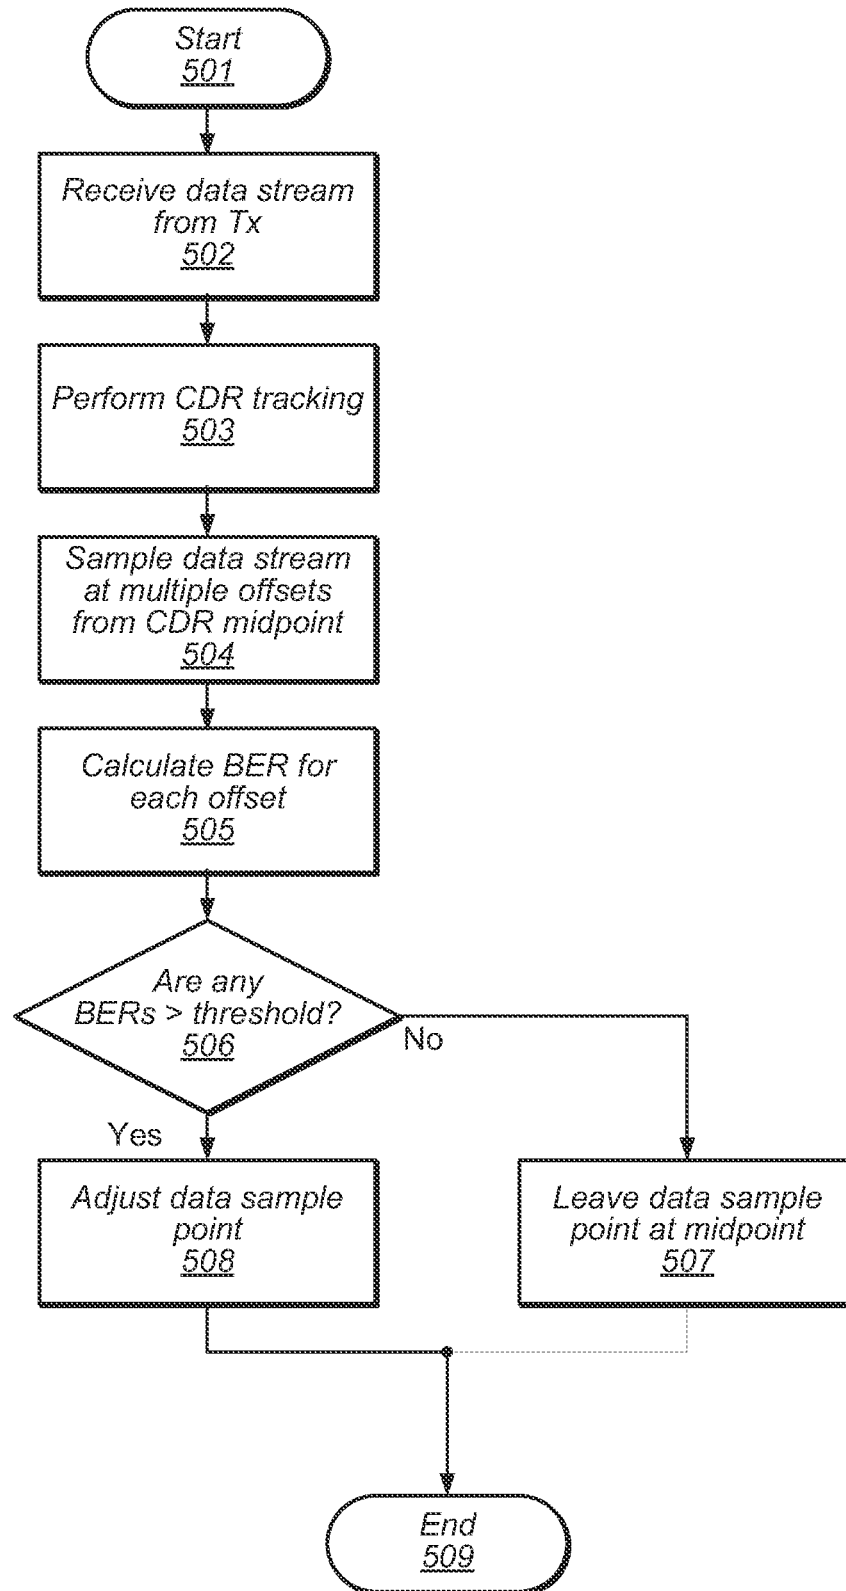 Start
501
Receive data stream
from Tx
502
Perform CDR tracking
503
Sample data stream
at multiple offsets
from CDR midpoint
504
Calculate BER for
each offset
505
Are any
BERs > threshold?
506
No
Yes
Adjust data sample
point
508
Leave data sample
point at midpoint
507
End
509